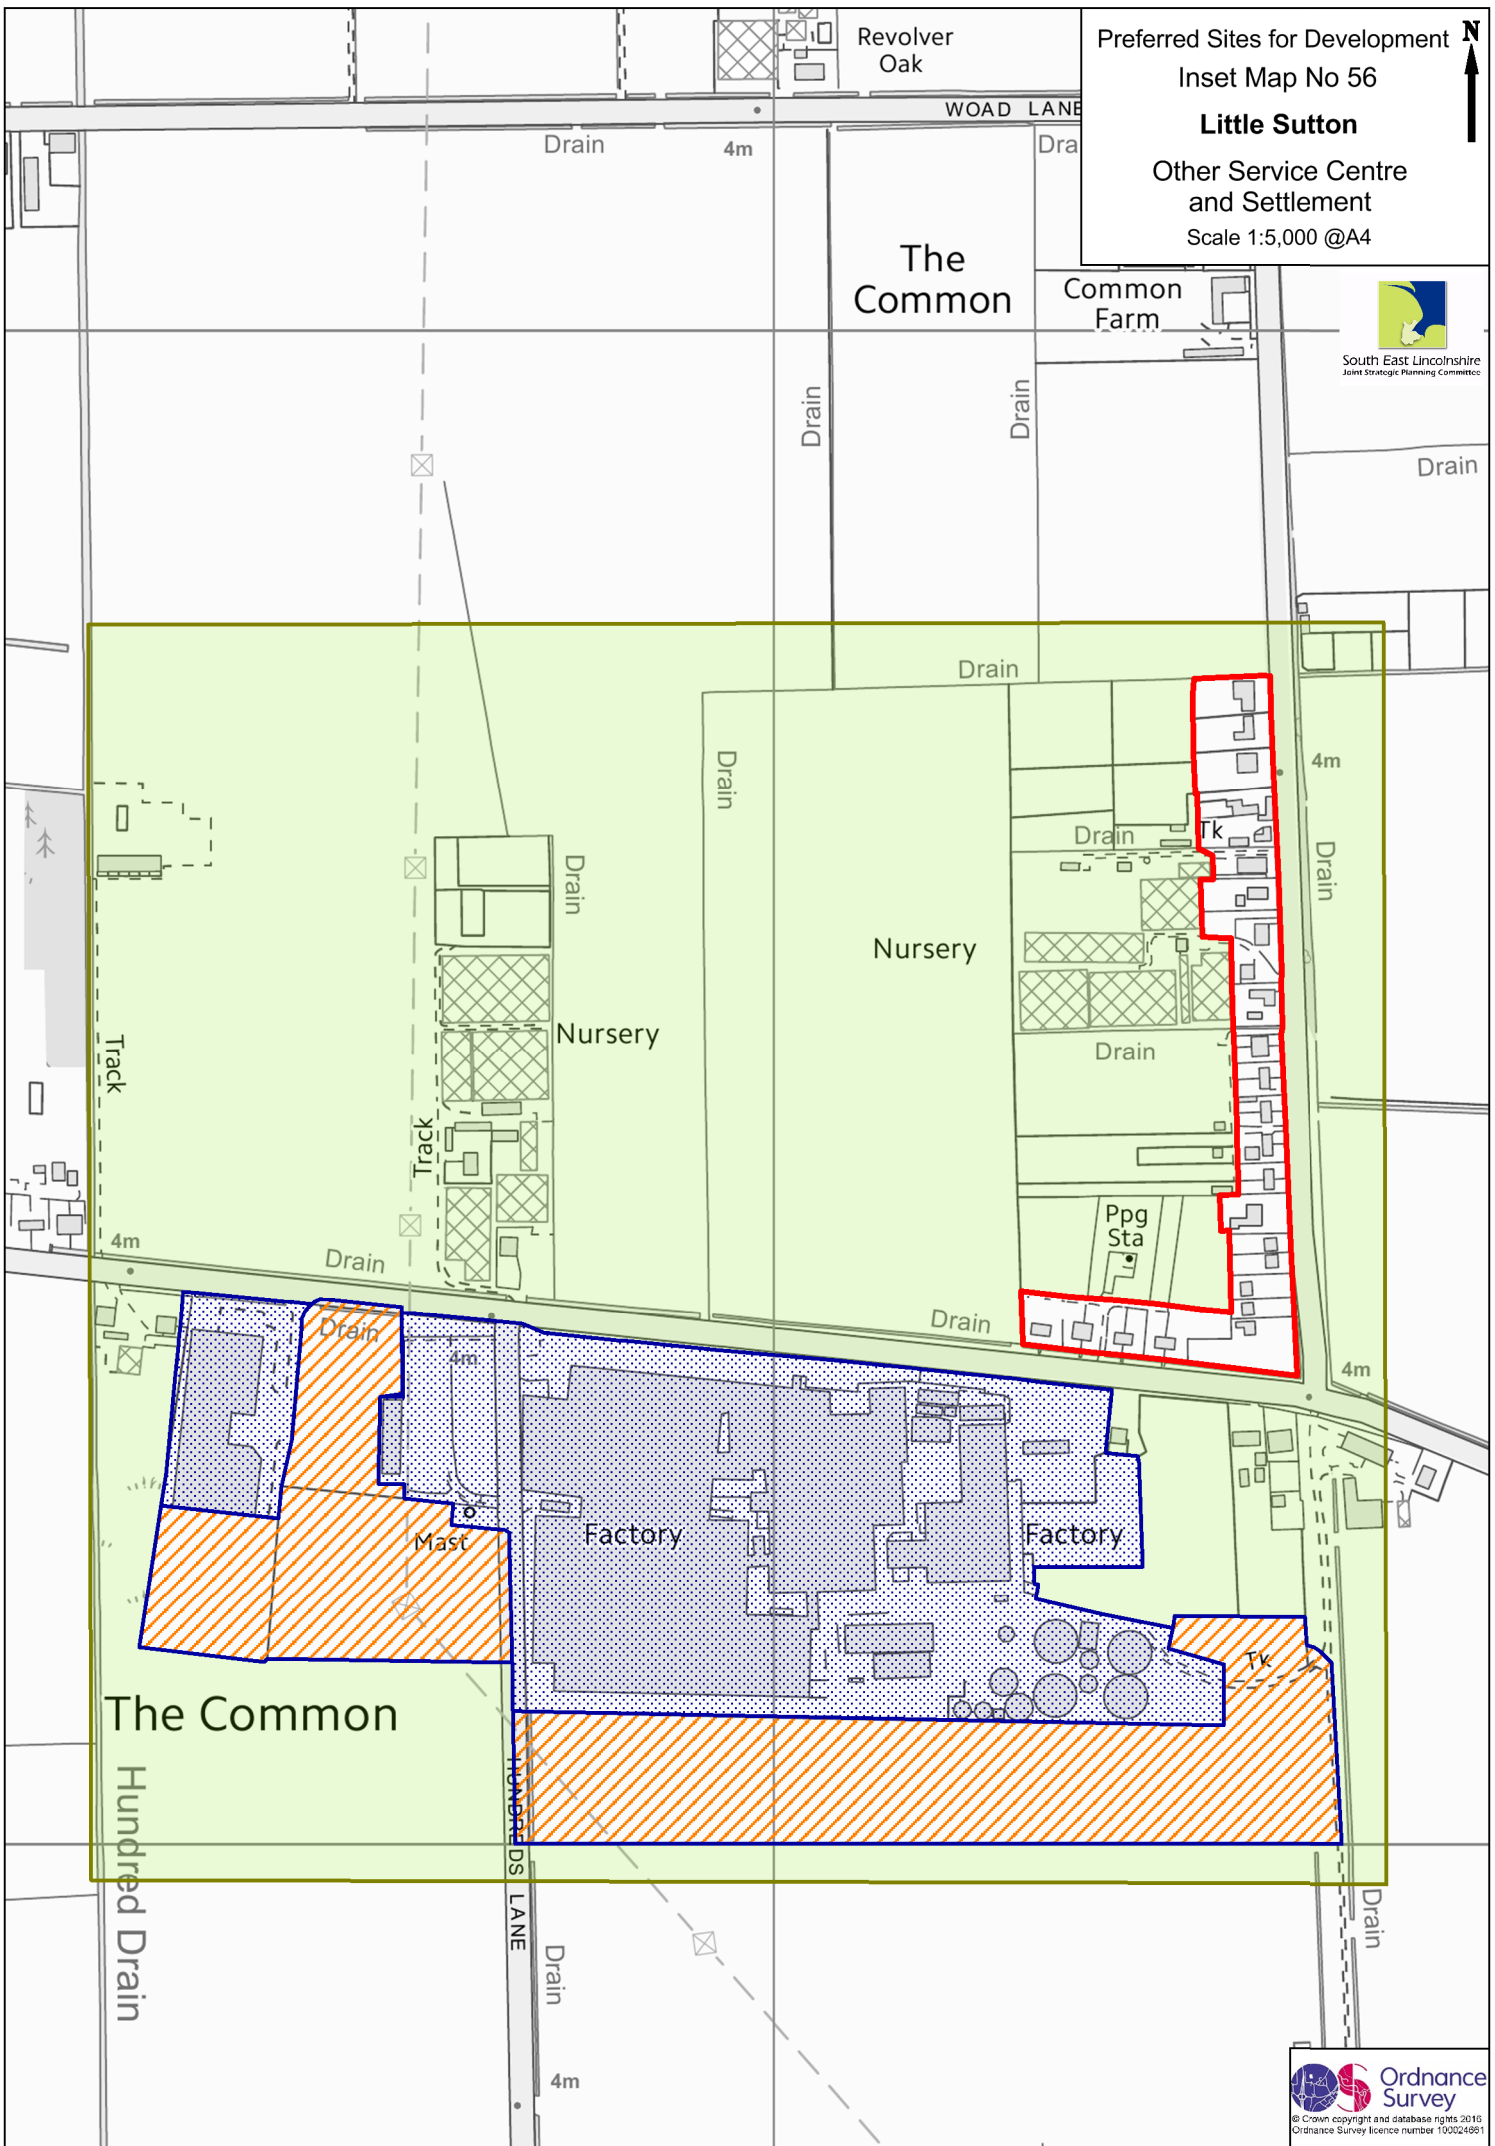 Preferred Sites for Development
N
Inset Map No 56
Little Sutton
Other Service Centre
and Settlement
Scale 1:5,000 @A4
South East Lincolnshire
Joint Strategic Planning Committee
Revolver
Oak
WOAD LANE
Drain
4m
Dra
The
Common
Common
Farm
Drain
Drain
Drain
Drain
Drain
4m
Tk
Drain
Drain
Drain
Nursery
Nursery
Drain
Track
Track
Ppg
Sta
4m
Drain
Drain
Drain
4m
4m
Mast
Factory
Factory
Tk
The Common
Hundred Drain
HUNDREDS LANE
Drain
Drain
4m
Ordnance
Survey
© Crown copyright and database rights 2016
Ordnance Survey licence number 100024661